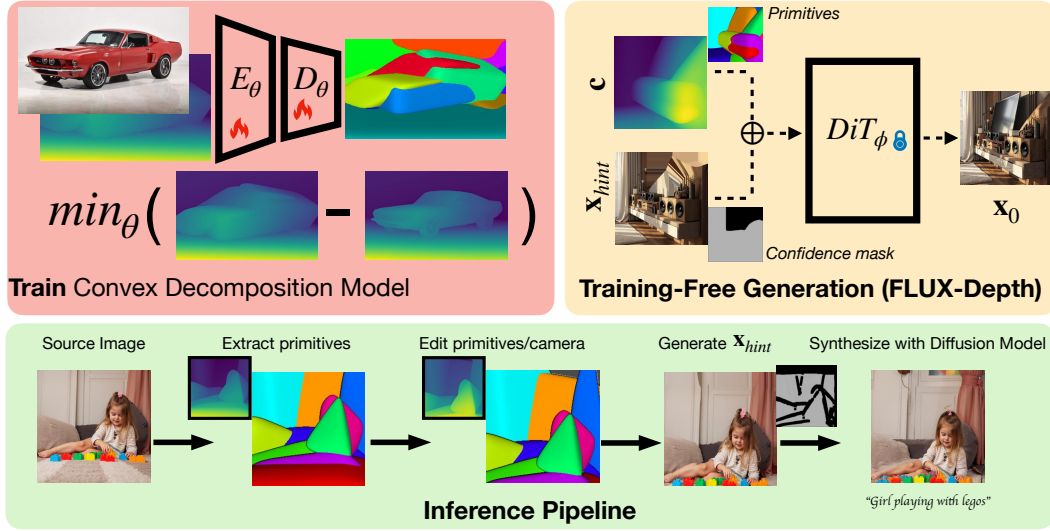 E_θ
D_θ
min_θ( - )
Train Convex Decomposition Model
Primitives
c
x_hint
DiT_ϕ
x_0
Confidence mask
Training-Free Generation (FLUX-Depth)
Source Image
Extract primitives
Edit primitives/camera
Generate x_hint
Synthesize with Diffusion Model
"Girl playing with legos"
Inference Pipeline